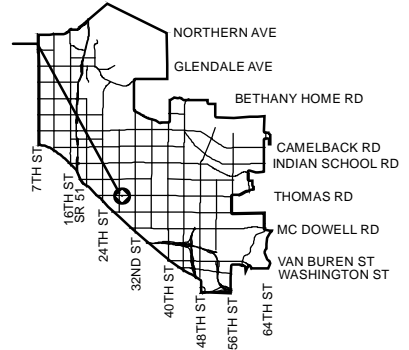 NORTHERN AVE
GLENDALE AVE
BETHANY HOME RD
CAMELBACK RD
INDIAN SCHOOL RD
THOMAS RD
MC DOWELL RD
VAN BUREN ST
WASHINGTON ST
7TH ST
16TH ST
SR 51
24TH ST
32ND ST
40TH ST
48TH ST
56TH ST
64TH ST